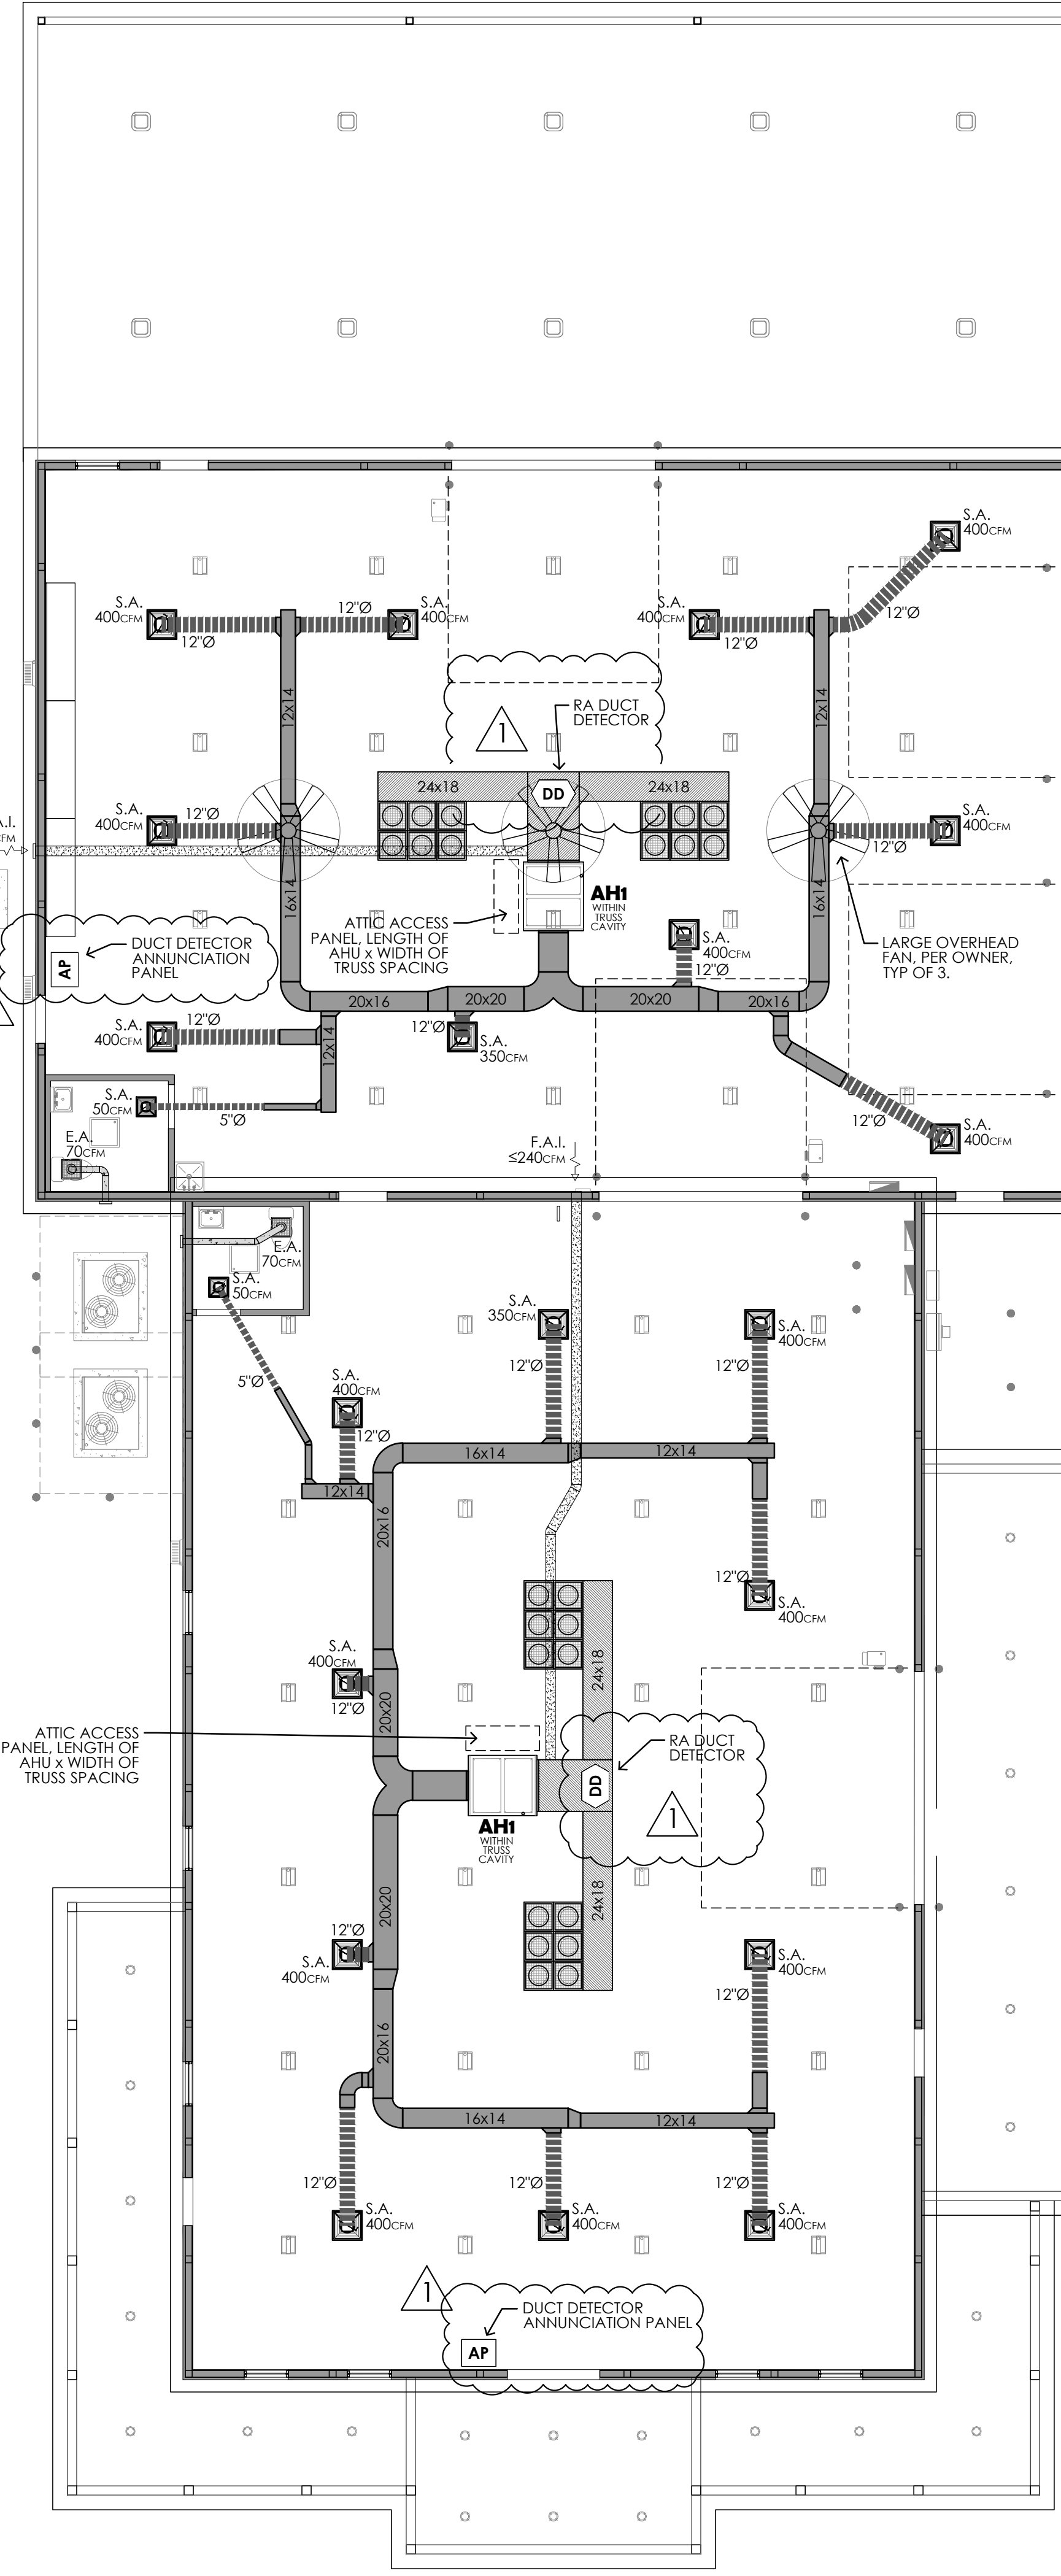 S.A.
400CFM
12"Ø
S.A.
400CFM
12"Ø
12"Ø
S.A.
400CFM
S.A.
400CFM
12"Ø
12"Ø
12x14
12x14
1
RA DUCT
DETECTOR
24x18
DD
24x18
S.A.
400CFM
12"Ø
S.A.
400CFM
12"Ø
16x14
16x14
AH1
WITHIN
TRUSS
CAVITY
ATTIC ACCESS
PANEL, LENGTH OF
AHU x WIDTH OF
TRUSS SPACING
S.A.
400CFM
12"Ø
LARGE OVERHEAD
FAN, PER OWNER,
TYP OF 3.
AP
DUCT DETECTOR
ANNUNCIATION
PANEL
20x16
20x20
20x20
20x16
S.A.
400CFM
12"Ø
12x14
12"Ø
S.A.
350CFM
S.A.
50CFM
5"Ø
E.A.
70CFM
F.A.I.
≤240CFM
12"Ø
S.A.
400CFM
E.A.
70CFM
S.A.
50CFM
5"Ø
S.A.
350CFM
12"Ø
S.A.
400CFM
12"Ø
S.A.
400CFM
12"Ø
16x14
12x14
12x14
20x16
12"Ø
S.A.
400CFM
S.A.
400CFM
12"Ø
20x20
24x18
ATTIC ACCESS
PANEL, LENGTH OF
AHU x WIDTH OF
TRUSS SPACING
RA DUCT
DETECTOR
DD
1
AH1
WITHIN
TRUSS
CAVITY
20x20
24x18
12"Ø
S.A.
400CFM
S.A.
400CFM
12"Ø
20x16
16x14
12x14
12"Ø
S.A.
400CFM
12"Ø
S.A.
400CFM
12"Ø
S.A.
400CFM
1
DUCT DETECTOR
ANNUNCIATION PANEL
AP